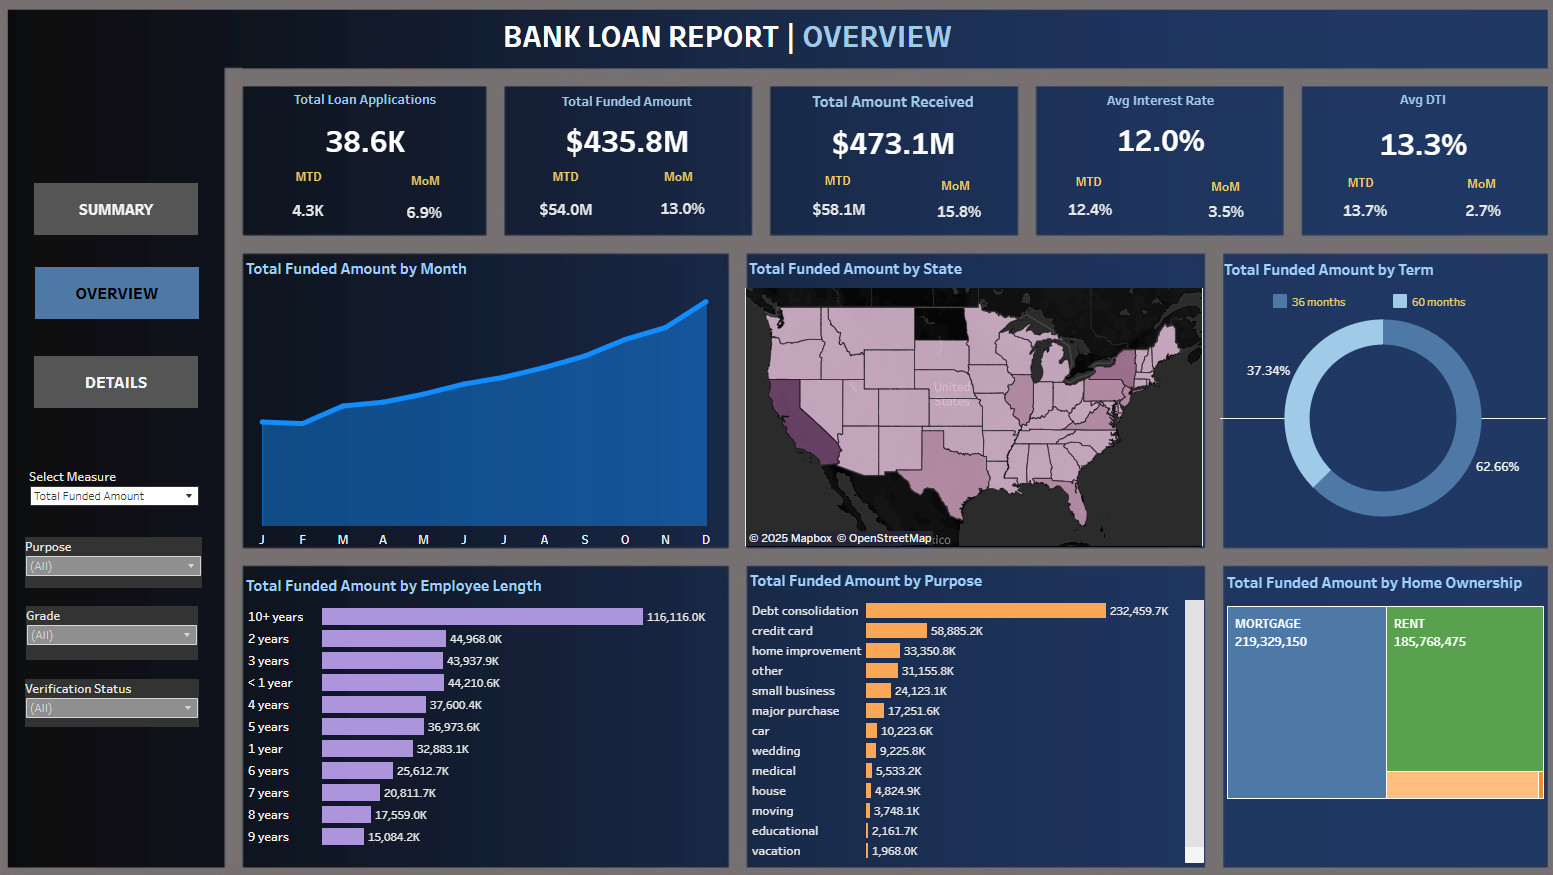 BANK LOAN REPORT | OVERVIEW
SUMMARY
OVERVIEW
DETAILS
Select Measure
Total Funded Amount
Purpose
(All)
Grade
(All)
Verification Status
(All)
Total Loan Applications
38.6K
MTD MoM
4.3K 6.9%
Total Funded Amount
$435.8M
MTD MoM
$54.0M 13.0%
Total Amount Received
$473.1M
MTD MoM
$58.1M 15.8%
Avg Interest Rate
12.0%
MTD MoM
12.4% 3.5%
Avg DTI
13.3%
MTD MoM
13.7% 2.7%
Total Funded Amount by Month
J F M A M J J A S O N D
Total Funded Amount by State
United
States
© 2025 Mapbox © OpenStreetMap
Total Funded Amount by Term
36 months 60 months
37.34%
62.66%
Total Funded Amount by Employee Length
10+ years 116,116.0K
2 years 44,968.0K
3 years 43,937.9K
< 1 year 44,210.6K
4 years 37,600.4K
5 years 36,973.6K
1 year 32,883.1K
6 years 25,612.7K
7 years 20,811.7K
8 years 17,559.0K
9 years 15,084.2K
Total Funded Amount by Purpose
Debt consolidation 232,459.7K
credit card 58,885.2K
home improvement 33,350.8K
other 31,155.8K
small business 24,123.1K
major purchase 17,251.6K
car 10,223.6K
wedding 9,225.8K
medical 5,533.2K
house 4,824.9K
moving 3,748.1K
educational 2,161.7K
vacation 1,968.0K
Total Funded Amount by Home Ownership
MORTGAGE
219,329,150
RENT
185,768,475